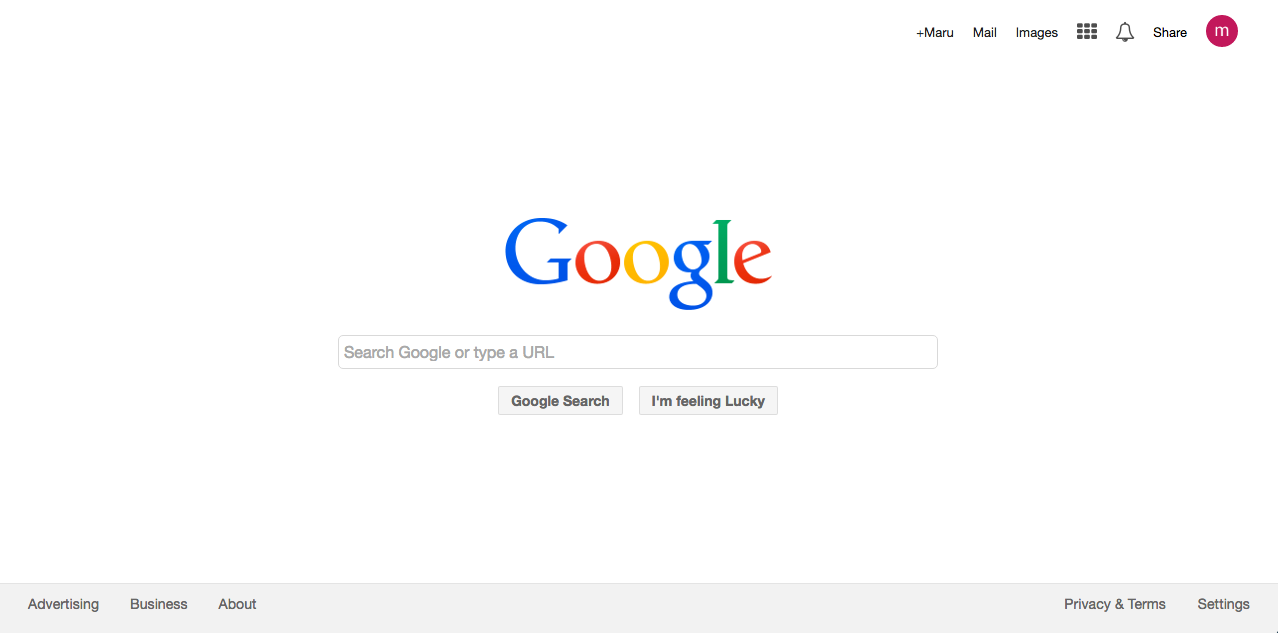 +Maru Mail Images Share m
Google
Search Google or type a URL
Google Search I'm feeling Lucky
Advertising Business About Privacy & Terms Settings